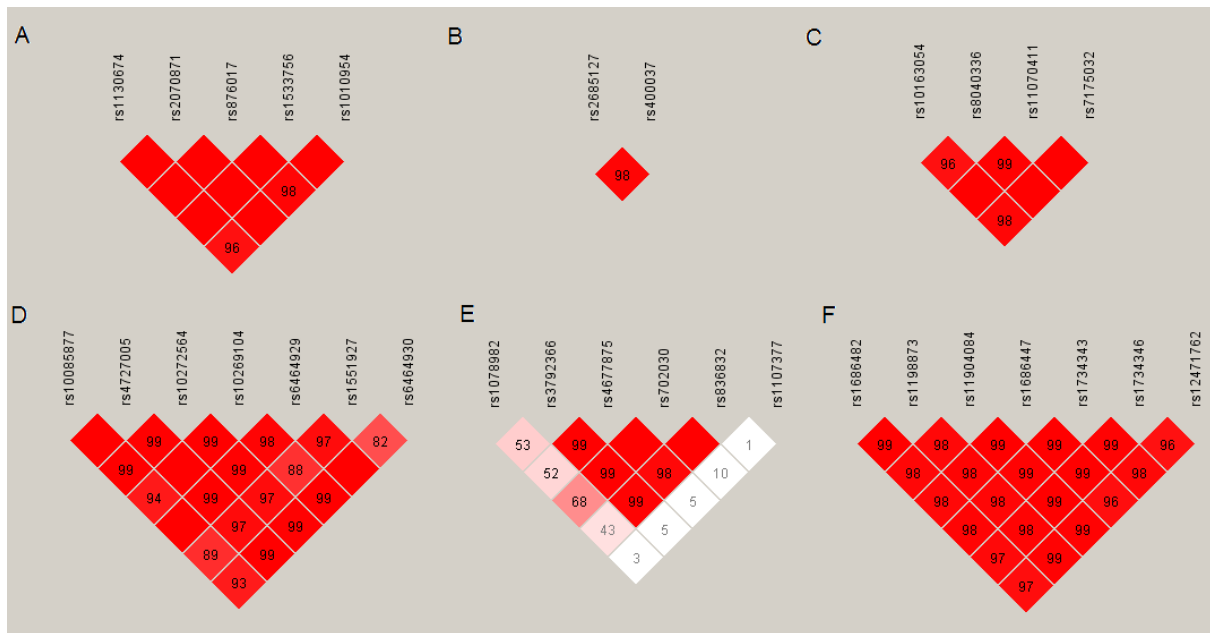 A
B
C
rs1130674
rs2070871
rs876017
rs1533756
rs1010954
rs2685127
rs400037
rs10163054
rs8040336
rs11070411
rs7175032
98
96
98
96
99
98
D
E
F
rs10085877
rs4727005
rs10272564
rs10269104
rs6464929
rs1551927
rs6464930
rs1078982
rs3792366
rs4677875
rs702030
rs836832
rs1107377
rs1686482
rs1198873
rs11904084
rs1686447
rs1734343
rs1734346
rs12471762
99 99 98 97 82
99 99 88
94 99 97 99
97 99
89 99
93
53 99 1
52 99 98 10
68 99 5
43 5
3
99 98 99 99 99 96
98 98 99 99 98
98 98 99 96
98 98 99
97 99
97